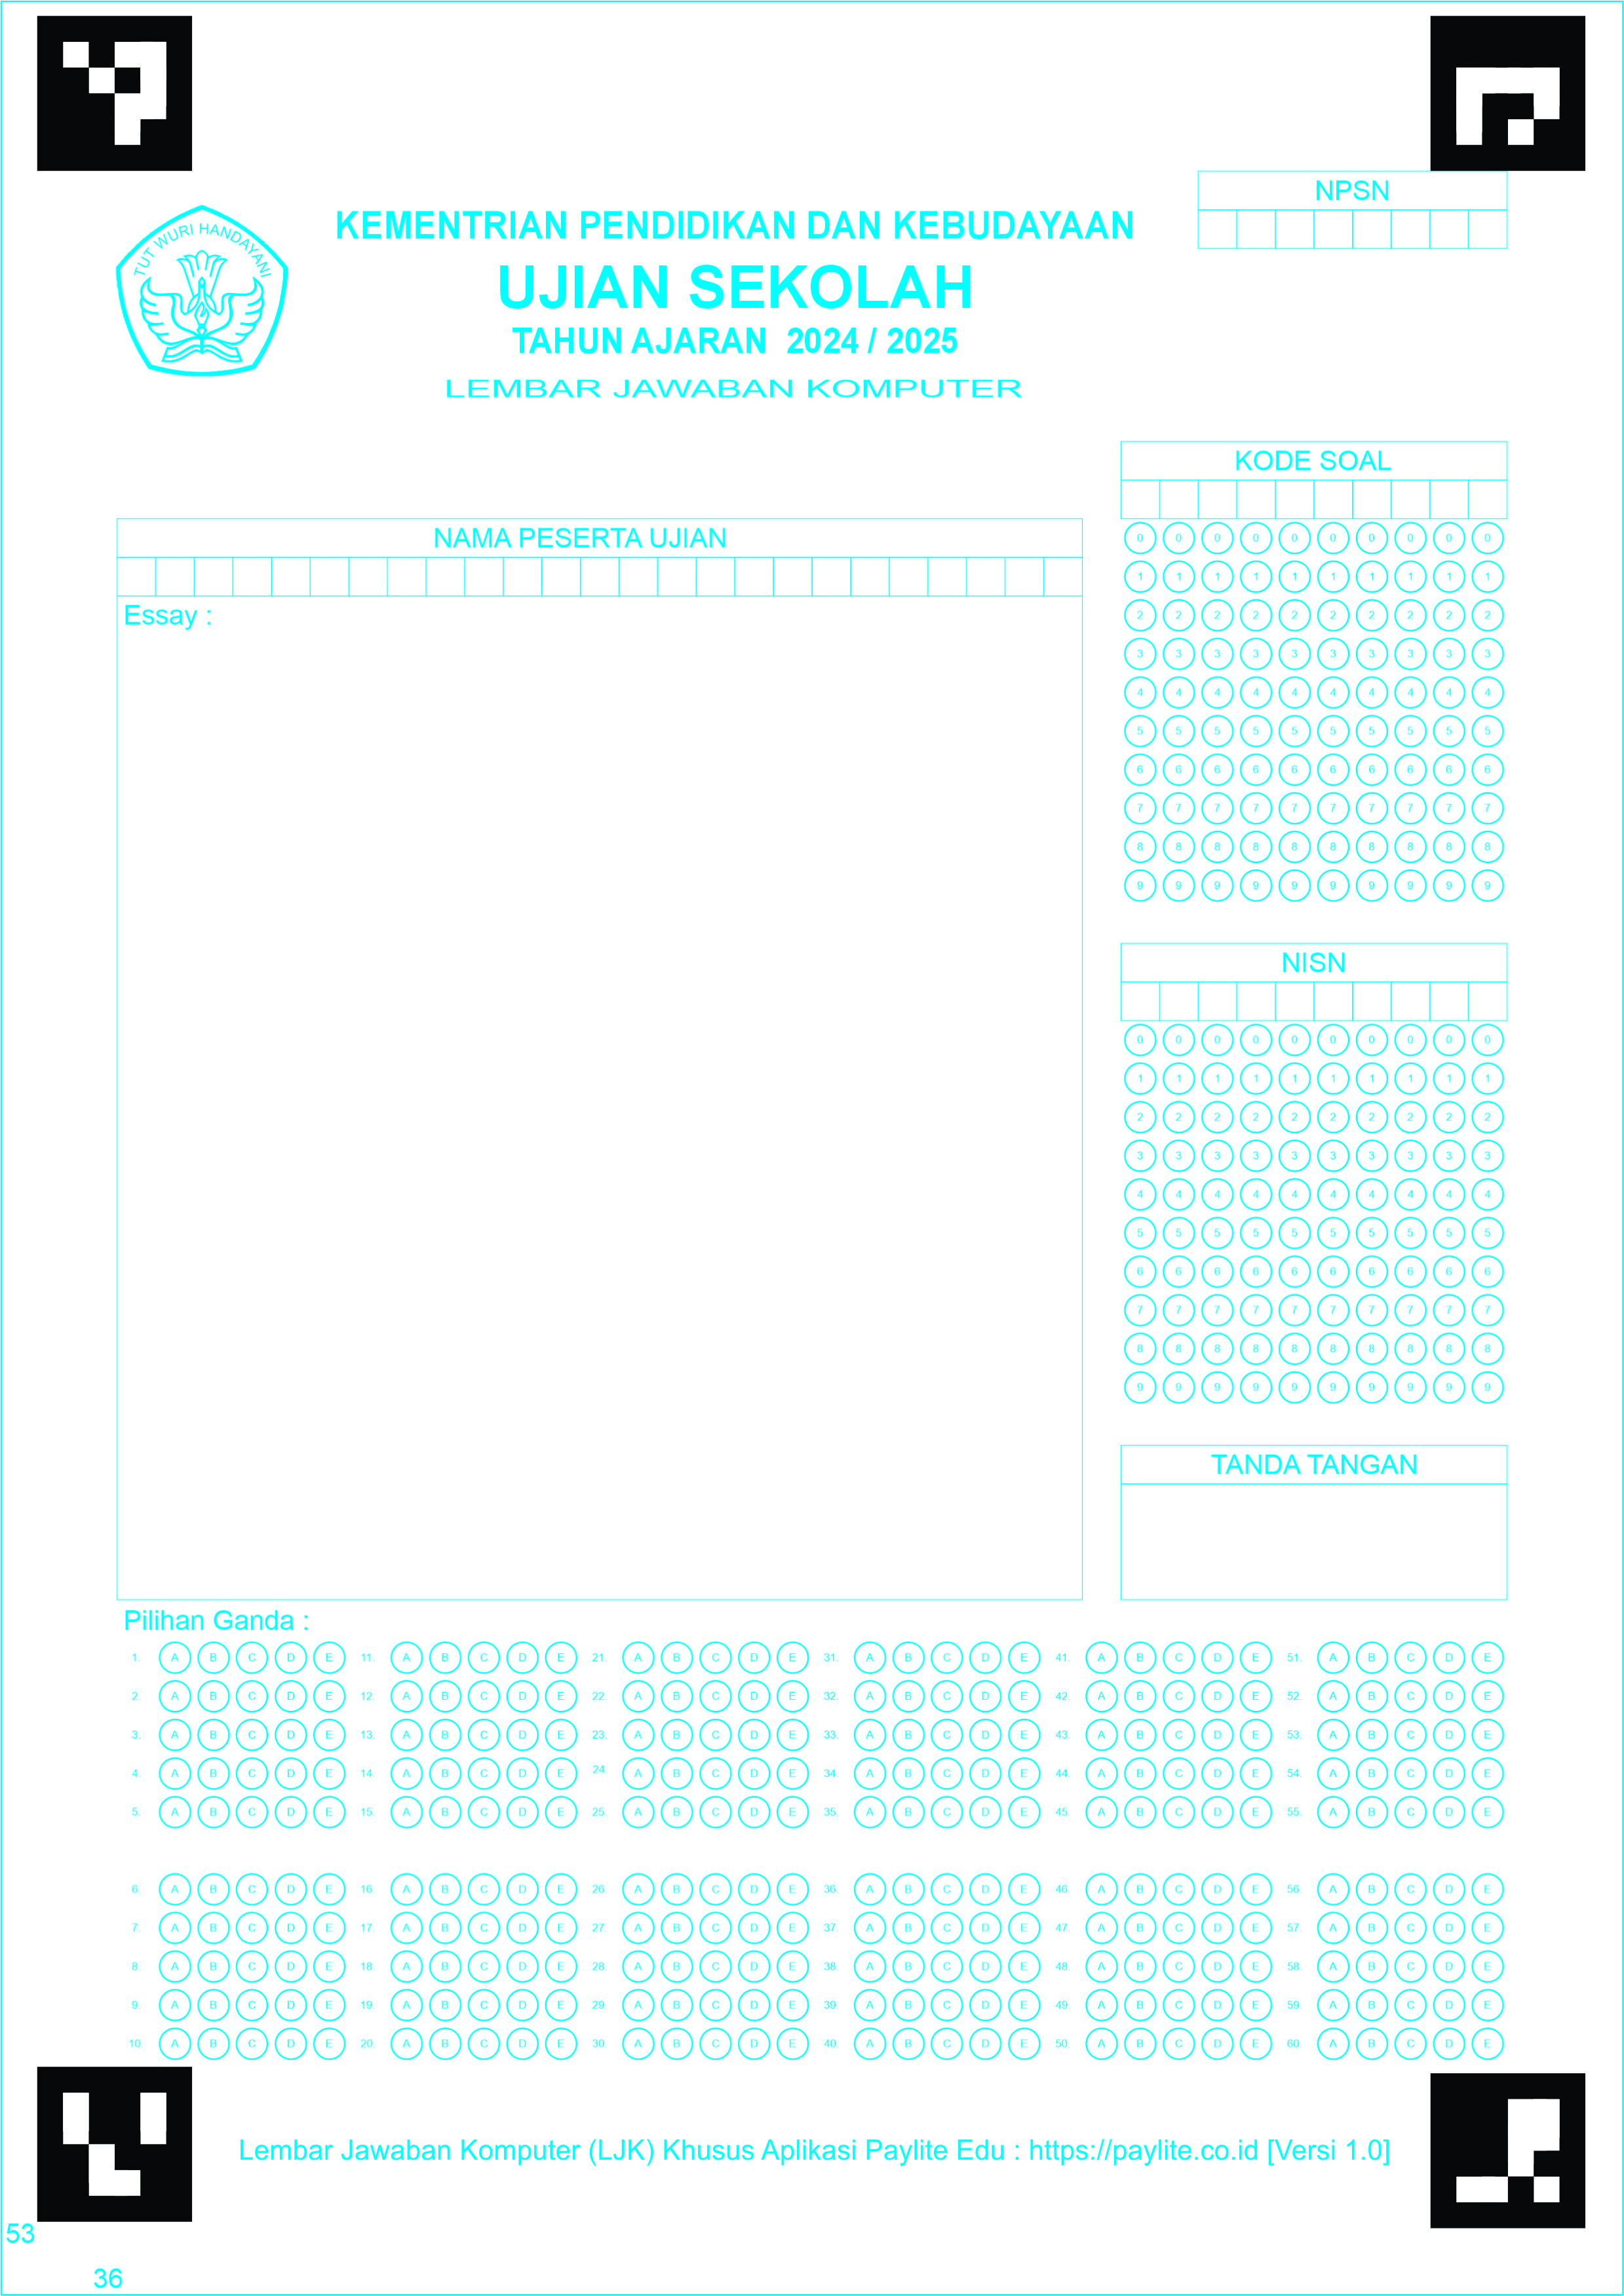 NPSN
TUT WURI HANDAYANI
KEMENTRIAN PENDIDIKAN DAN KEBUDAYAAN
UJIAN SEKOLAH
TAHUN AJARAN 2024 / 2025
LEMBAR JAWABAN KOMPUTER
KODE SOAL
NAMA PESERTA UJIAN
Essay :
0 0 0 0 0 0 0 0 0 0
1 1 1 1 1 1 1 1 1 1
2 2 2 2 2 2 2 2 2 2
3 3 3 3 3 3 3 3 3 3
4 4 4 4 4 4 4 4 4 4
5 5 5 5 5 5 5 5 5 5
6 6 6 6 6 6 6 6 6 6
7 7 7 7 7 7 7 7 7 7
8 8 8 8 8 8 8 8 8 8
9 9 9 9 9 9 9 9 9 9
NISN
0 0 0 0 0 0 0 0 0 0
1 1 1 1 1 1 1 1 1 1
2 2 2 2 2 2 2 2 2 2
3 3 3 3 3 3 3 3 3 3
4 4 4 4 4 4 4 4 4 4
5 5 5 5 5 5 5 5 5 5
6 6 6 6 6 6 6 6 6 6
7 7 7 7 7 7 7 7 7 7
8 8 8 8 8 8 8 8 8 8
9 9 9 9 9 9 9 9 9 9
TANDA TANGAN
Pilihan Ganda :
1. A B C D E 11. A B C D E 21. A B C D E 31. A B C D E 41. A B C D E 51. A B C D E
2. A B C D E 12. A B C D E 22. A B C D E 32. A B C D E 42. A B C D E 52. A B C D E
3. A B C D E 13. A B C D E 23. A B C D E 33. A B C D E 43. A B C D E 53. A B C D E
4. A B C D E 14. A B C D E 24. A B C D E 34. A B C D E 44. A B C D E 54. A B C D E
5. A B C D E 15. A B C D E 25. A B C D E 35. A B C D E 45. A B C D E 55. A B C D E
6. A B C D E 16. A B C D E 26. A B C D E 36. A B C D E 46. A B C D E 56. A B C D E
7. A B C D E 17. A B C D E 27. A B C D E 37. A B C D E 47. A B C D E 57. A B C D E
8. A B C D E 18. A B C D E 28. A B C D E 38. A B C D E 48. A B C D E 58. A B C D E
9. A B C D E 19. A B C D E 29. A B C D E 39. A B C D E 49. A B C D E 59. A B C D E
10. A B C D E 20. A B C D E 30. A B C D E 40. A B C D E 50. A B C D E 60. A B C D E
Lembar Jawaban Komputer (LJK) Khusus Aplikasi Paylite Edu : https://paylite.co.id [Versi 1.0]
53
36